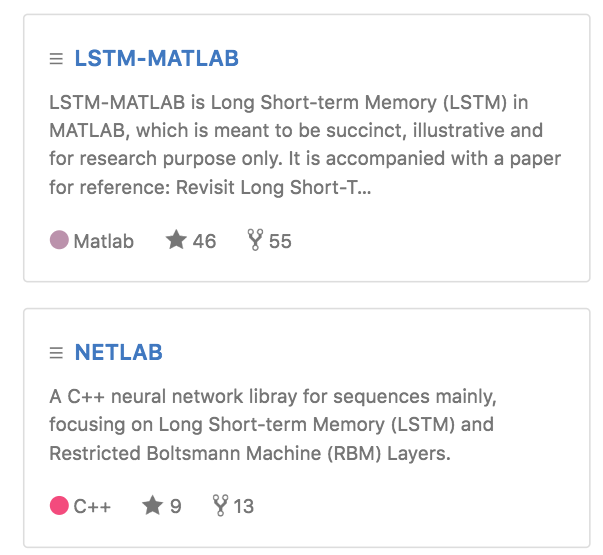 LSTM-MATLAB
LSTM-MATLAB is Long Short-term Memory (LSTM) in
MATLAB, which is meant to be succinct, illustrative and
for research purpose only. It is accompanied with a paper
for reference: Revisit Long Short-T...
Matlab 46 55
NETLAB
A C++ neural network libray for sequences mainly,
focusing on Long Short-term Memory (LSTM) and
Restricted Boltsmann Machine (RBM) Layers.
C++ 9 13